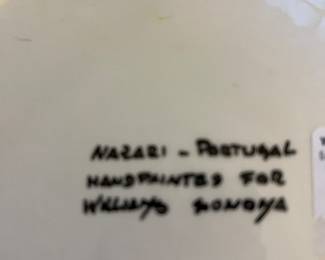 NAZARI - PORTUGAL
HANDPAINTED FOR
WILLIAMS SONOMA